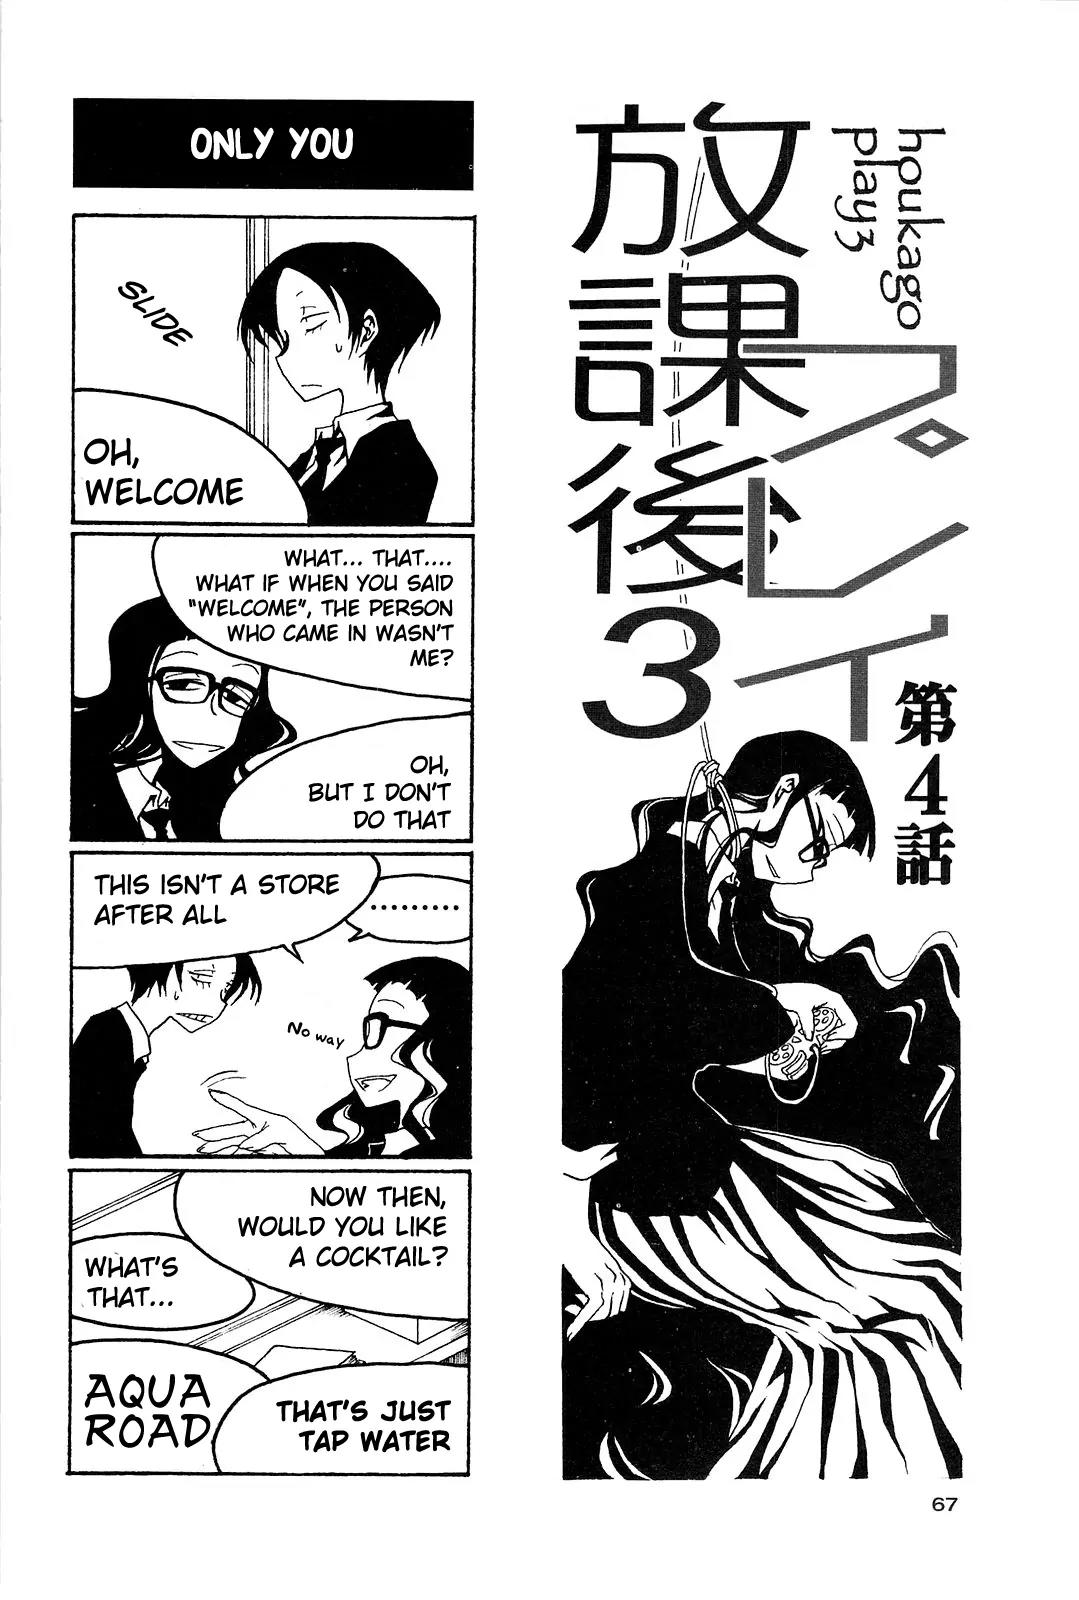 houkago
play3
放課後
プレイ
3
第4話
ONLY YOU
SLIDE
OH,
WELCOME
WHAT... THAT....
WHAT IF WHEN YOU SAID
"WELCOME", THE PERSON
WHO CAME IN WASN'T
ME?
OH,
BUT I DON'T
DO THAT
.........
THIS ISN'T A STORE
AFTER ALL
No way
NOW THEN,
WOULD YOU LIKE
A COCKTAIL?
WHAT'S
THAT...
AQUA
ROAD
THAT'S JUST
TAP WATER
67